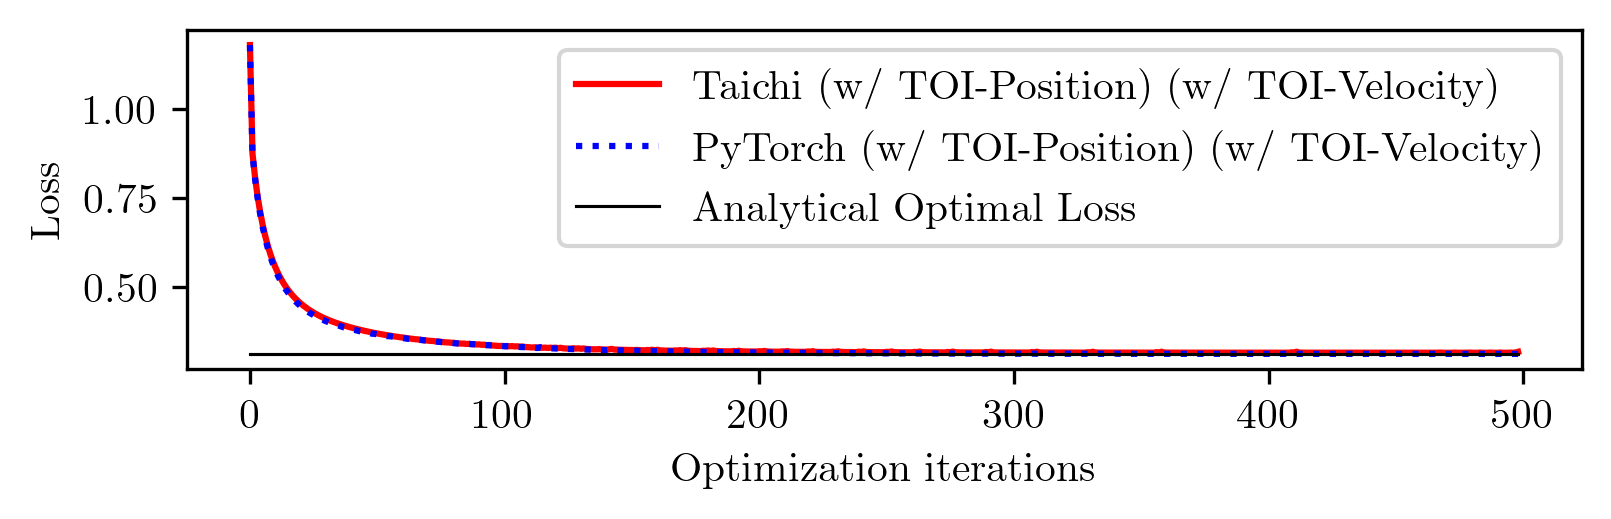 Loss
1.00
0.75
0.50
Taichi (w/ TOI-Position) (w/ TOI-Velocity)
PyTorch (w/ TOI-Position) (w/ TOI-Velocity)
Analytical Optimal Loss
0 100 200 300 400 500
Optimization iterations